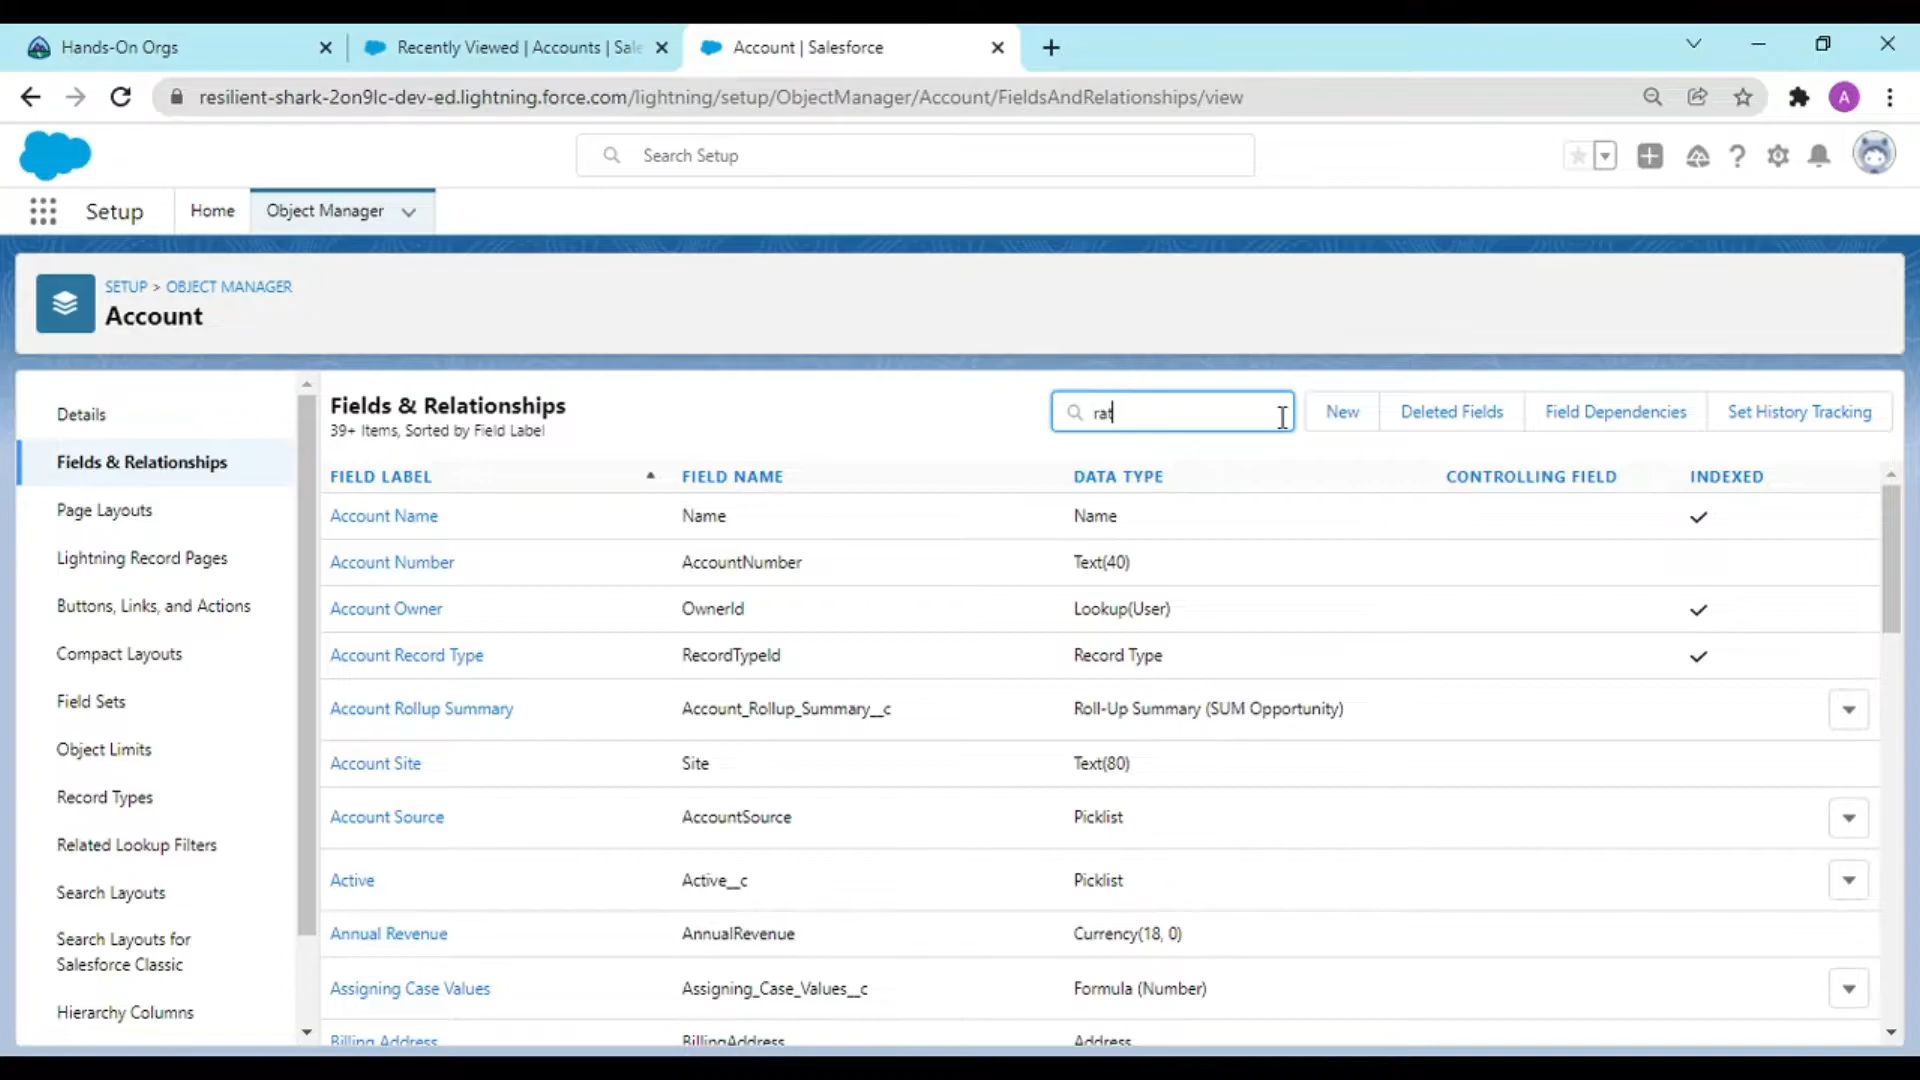 Hands-On Orgs
Recently Viewed | Accounts | Sale
Account | Salesforce
resilient-shark-2on9lc-dev-ed.lightning.force.com/lightning/setup/ObjectManager/Account/FieldsAndRelationships/view
A
Search Setup
Setup
Home
Object Manager
SETUP > OBJECT MANAGER
Account
Details
Fields & Relationships
Page Layouts
Lightning Record Pages
Buttons, Links, and Actions
Compact Layouts
Field Sets
Object Limits
Record Types
Related Lookup Filters
Search Layouts
Search Layouts for
Salesforce Classic
Hierarchy Columns
Fields & Relationships
39+ Items, Sorted by Field Label
rat
New
Deleted Fields
Field Dependencies
Set History Tracking
FIELD LABEL FIELD NAME DATA TYPE CONTROLLING FIELD INDEXED
Account Name Name Name
Account Number AccountNumber Text(40)
Account Owner OwnerId Lookup(User)
Account Record Type RecordTypeId Record Type
Account Rollup Summary Account_Rollup_Summary__c Roll-Up Summary (SUM Opportunity)
Account Site Site Text(80)
Account Source AccountSource Picklist
Active Active__c Picklist
Annual Revenue AnnualRevenue Currency(18, 0)
Assigning Case Values Assigning_Case_Values__c Formula (Number)
Billing Address BillingAddress Address